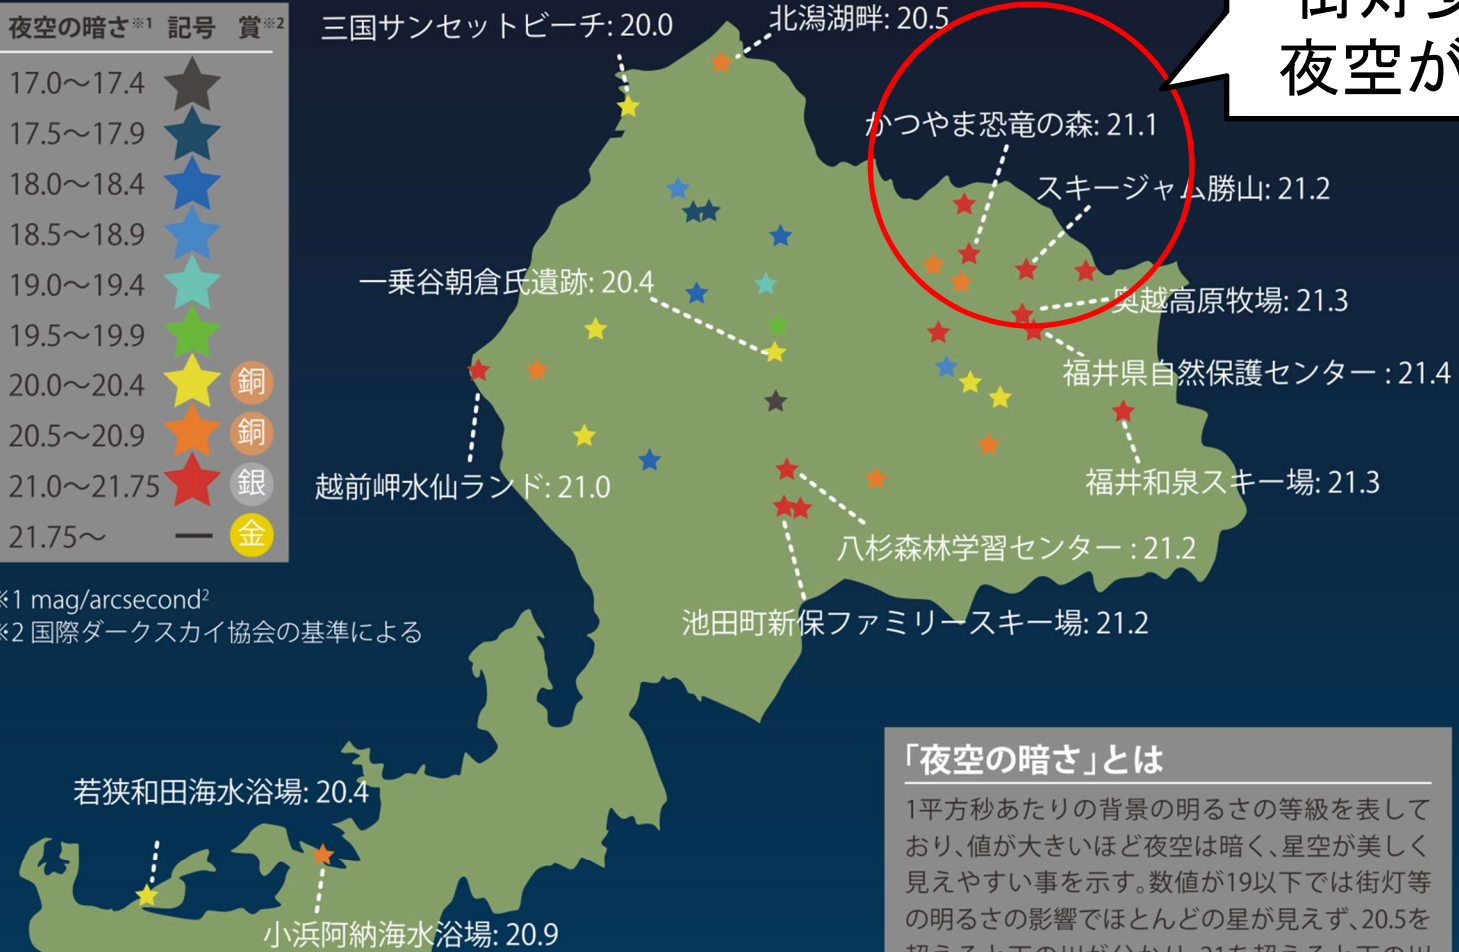 夜空の暗さ※1 記号 賞※2
17.0～17.4
17.5～17.9
18.0～18.4
18.5～18.9
19.0～19.4
19.5～19.9
20.0～20.4 銅
20.5～20.9 銅
21.0～21.75 銀
21.75～ — 金
※1 mag/arcsecond²
※2 国際ダークスカイ協会の基準による
三国サンセットビーチ: 20.0
北潟湖畔: 20.5
夜空が
かつやま恐竜の森: 21.1
スキージャム勝山: 21.2
一乗谷朝倉氏遺跡: 20.4
奥越高原牧場: 21.3
福井県自然保護センター : 21.4
越前岬水仙ランド: 21.0
福井和泉スキー場: 21.3
八杉森林学習センター : 21.2
池田町新保ファミリースキー場: 21.2
若狭和田海水浴場: 20.4
小浜阿納海水浴場: 20.9
「夜空の暗さ」とは
1平方秒あたりの背景の明るさの等級を表して
おり、値が大きいほど夜空は暗く、星空が美しく
見えやすい事を示す。数値が19以下では街灯等
の明るさの影響でほとんどの星が見えず、20.5を